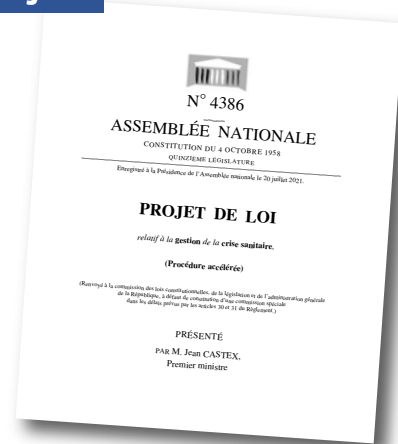 N° 4386
ASSEMBLÉE NATIONALE
CONSTITUTION DU 4 OCTOBRE 1958
QUINZIÈME LÉGISLATURE
Enregistré à la Présidence de l'Assemblée nationale le 20 juillet 2021.
PROJET DE LOI
relatif à la gestion de la crise sanitaire,
(Procédure accélérée)
(Renvoyé à la commission des lois constitutionnelles, de la législation et de l'administration générale
de la République, à défaut de constitution d'une commission spéciale
dans les délais prévus par les articles 30 et 31 du Règlement.)
PRÉSENTÉ
PAR M. Jean CASTEX,
Premier ministre